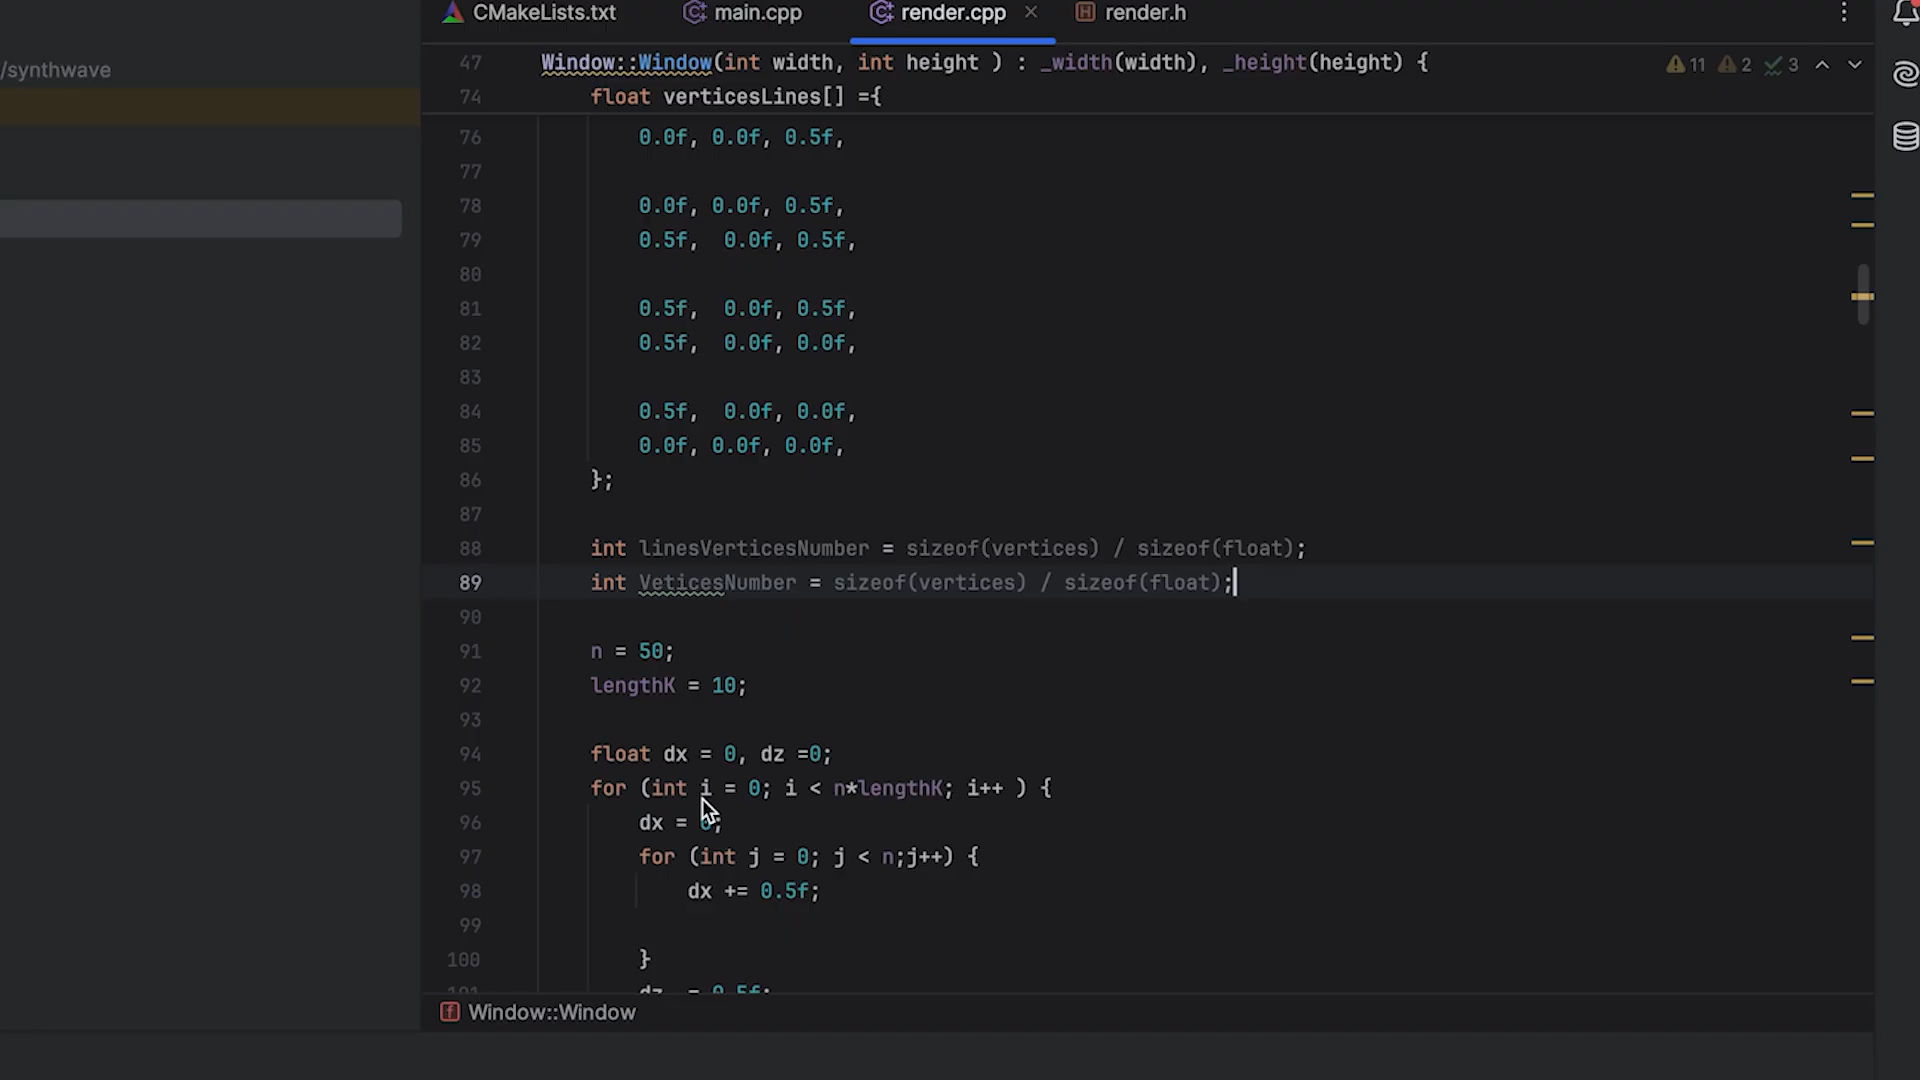 CMakeLists.txt main.cpp render.cpp render.h
/synthwave
47 Window::Window(int width, int height ) : _width(width), _height(height) { 11 2 3
74 float verticesLines[] ={
76 0.0f, 0.0f, 0.5f,
77
78 0.0f, 0.0f, 0.5f,
79 0.5f, 0.0f, 0.5f,
80
81 0.5f, 0.0f, 0.5f,
82 0.5f, 0.0f, 0.0f,
83
84 0.5f, 0.0f, 0.0f,
85 0.0f, 0.0f, 0.0f,
86 };
87
88 int linesVerticesNumber = sizeof(vertices) / sizeof(float);
89 int VeticesNumber = sizeof(vertices) / sizeof(float);
90
91 n = 50;
92 lengthK = 10;
93
94 float dx = 0, dz =0;
95 for (int i = 0; i < n*lengthK; i++ ) {
96 dx = 0;
97 for (int j = 0; j < n;j++) {
98 dx += 0.5f;
99
100 }
Window::Window